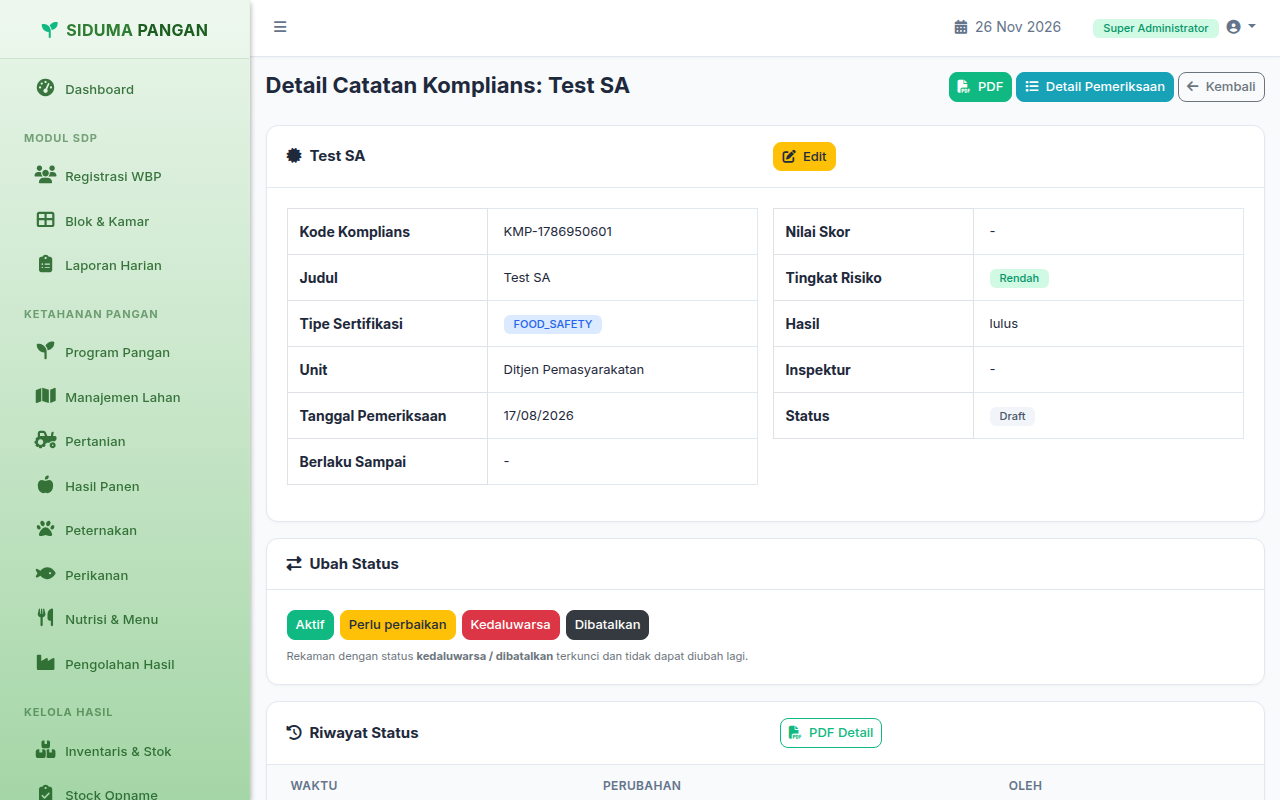 SIDUMA PANGAN
26 Nov 2026
Super Administrator
Dashboard
MODUL SDP
Registrasi WBP
Blok & Kamar
Laporan Harian
KETAHANAN PANGAN
Program Pangan
Manajemen Lahan
Pertanian
Hasil Panen
Peternakan
Perikanan
Nutrisi & Menu
Pengolahan Hasil
KELOLA HASIL
Inventaris & Stok
Stock Opname
Detail Catatan Komplians: Test SA
PDF
Detail Pemeriksaan
Kembali
Test SA
Edit
Kode Komplians KMP-1786950601
Judul Test SA
Tipe Sertifikasi FOOD_SAFETY
Unit Ditjen Pemasyarakatan
Tanggal Pemeriksaan 17/08/2026
Berlaku Sampai -
Nilai Skor -
Tingkat Risiko Rendah
Hasil lulus
Inspektur -
Status Draft
Ubah Status
Aktif Perlu perbaikan Kedaluwarsa Dibatalkan
Rekaman dengan status kedaluwarsa / dibatalkan terkunci dan tidak dapat diubah lagi.
Riwayat Status
PDF Detail
WAKTU PERUBAHAN OLEH